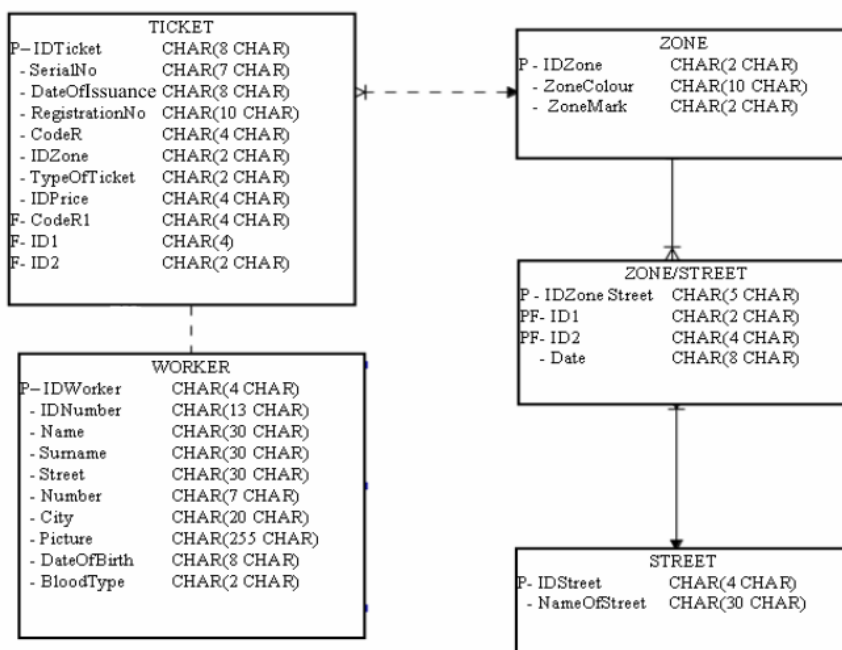 TICKET
P– IDTicket CHAR(8 CHAR)
- SerialNo CHAR(7 CHAR)
- DateOfIssuance CHAR(8 CHAR)
- RegistrationNo CHAR(10 CHAR)
- CodeR CHAR(4 CHAR)
- IDZone CHAR(2 CHAR)
- TypeOfTicket CHAR(2 CHAR)
- IDPrice CHAR(4 CHAR)
F- CodeR1 CHAR(4 CHAR)
F- ID1 CHAR(4)
F- ID2 CHAR(2 CHAR)
ZONE
P - IDZone CHAR(2 CHAR)
- ZoneColour CHAR(10 CHAR)
- ZoneMark CHAR(2 CHAR)
ZONE/STREET
P - IDZone Street CHAR(5 CHAR)
PF- ID1 CHAR(2 CHAR)
PF- ID2 CHAR(4 CHAR)
- Date CHAR(8 CHAR)
WORKER
P– IDWorker CHAR(4 CHAR)
- IDNumber CHAR(13 CHAR)
- Name CHAR(30 CHAR)
- Surname CHAR(30 CHAR)
- Street CHAR(30 CHAR)
- Number CHAR(7 CHAR)
- City CHAR(20 CHAR)
- Picture CHAR(255 CHAR)
- DateOfBirth CHAR(8 CHAR)
- BloodType CHAR(2 CHAR)
STREET
P- IDStreet CHAR(4 CHAR)
- NameOfStreet CHAR(30 CHAR)